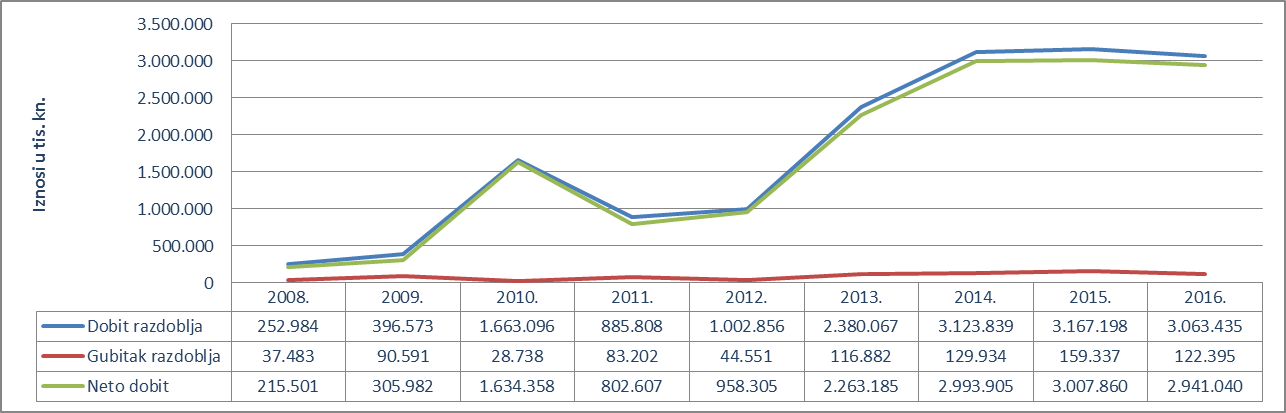 Iznosi u tis. kn.
3.500.000
3.000.000
2.500.000
2.000.000
1.500.000
1.000.000
500.000
0
2008. 2009. 2010. 2011. 2012. 2013. 2014. 2015. 2016.
Dobit razdoblja 252.984 396.573 1.663.096 885.808 1.002.856 2.380.067 3.123.839 3.167.198 3.063.435
Gubitak razdoblja 37.483 90.591 28.738 83.202 44.551 116.882 129.934 159.337 122.395
Neto dobit 215.501 305.982 1.634.358 802.607 958.305 2.263.185 2.993.905 3.007.860 2.941.040